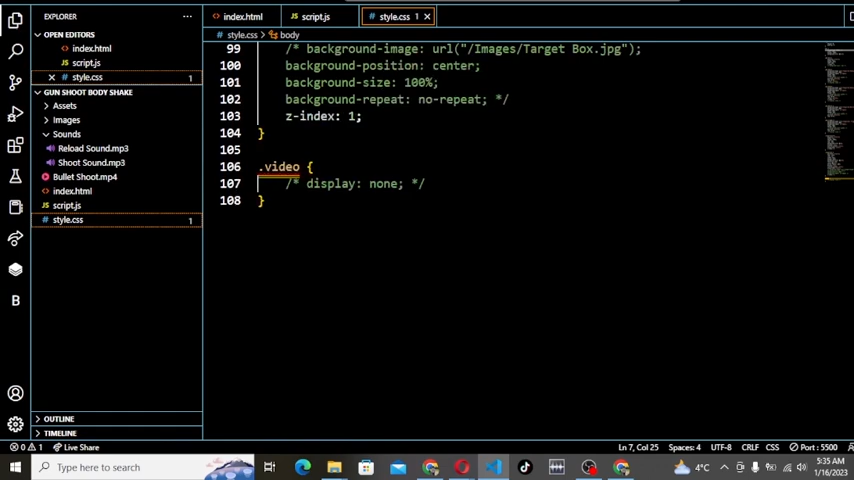 EXPLORER
index.html
script.js
style.css 1
OPEN EDITORS
index.html
script.js
style.css 1
GUN SHOOT BODY SHAKE
Assets
Images
Sounds
Reload Sound.mp3
Shoot Sound.mp3
Bullet Shoot.mp4
index.html
script.js
style.css 1
OUTLINE
TIMELINE
style.css > body
99 /* background-image: url("/Images/Target Box.jpg");
100 background-position: center;
101 background-size: 100%;
102 background-repeat: no-repeat; */
103 z-index: 1;
104 }
105
106 .video {
107 /* display: none; */
108 }
B
0 1 Live Share
Ln 7, Col 25 Spaces: 4 UTF-8 CRLF CSS Port : 5500
Type here to search
4°C
5:35 AM
1/16/2023